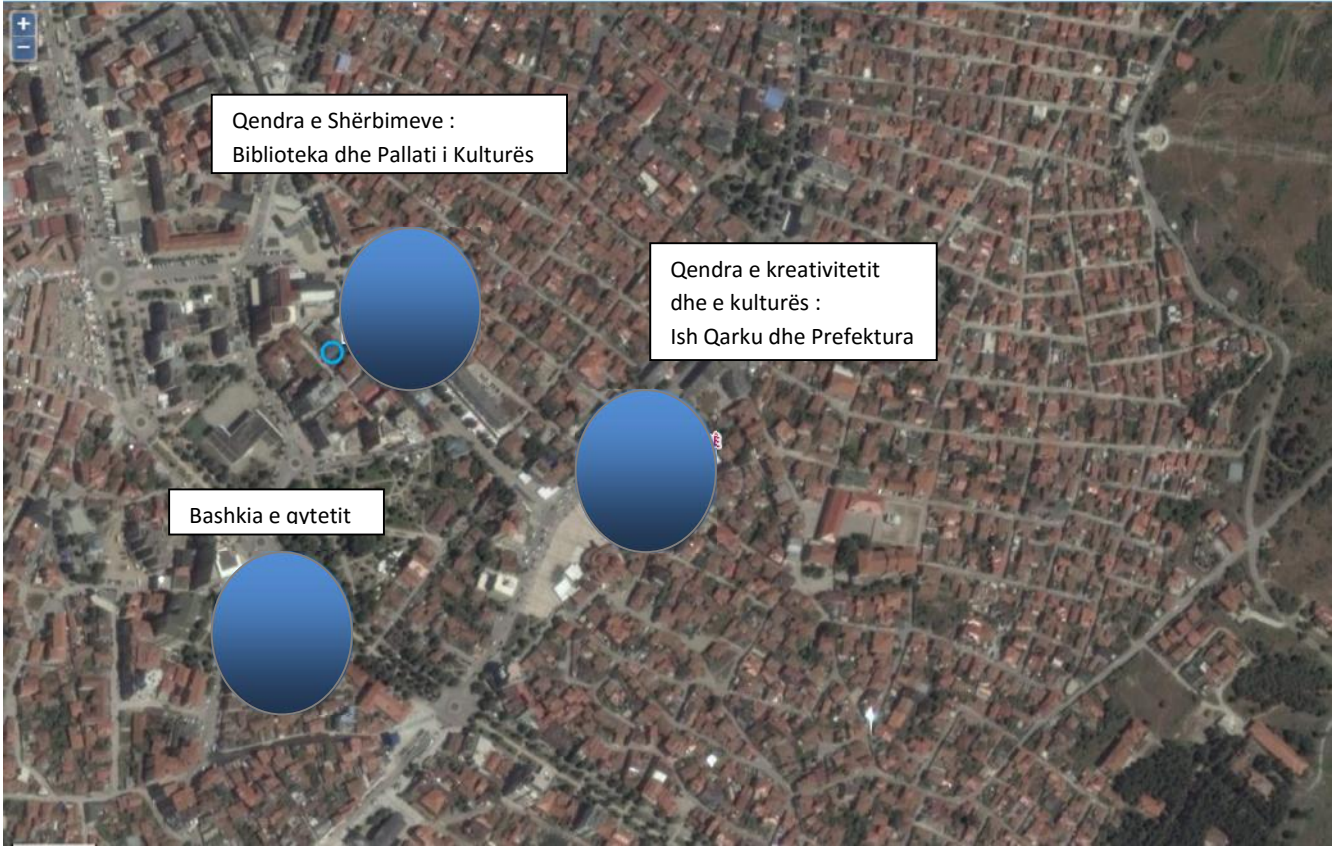 Qendra e Shërbimeve :
Biblioteka dhe Pallati i Kulturës
Qendra e kreativitetit
dhe e kulturës :
Ish Qarku dhe Prefektura
Bashkia e qytetit